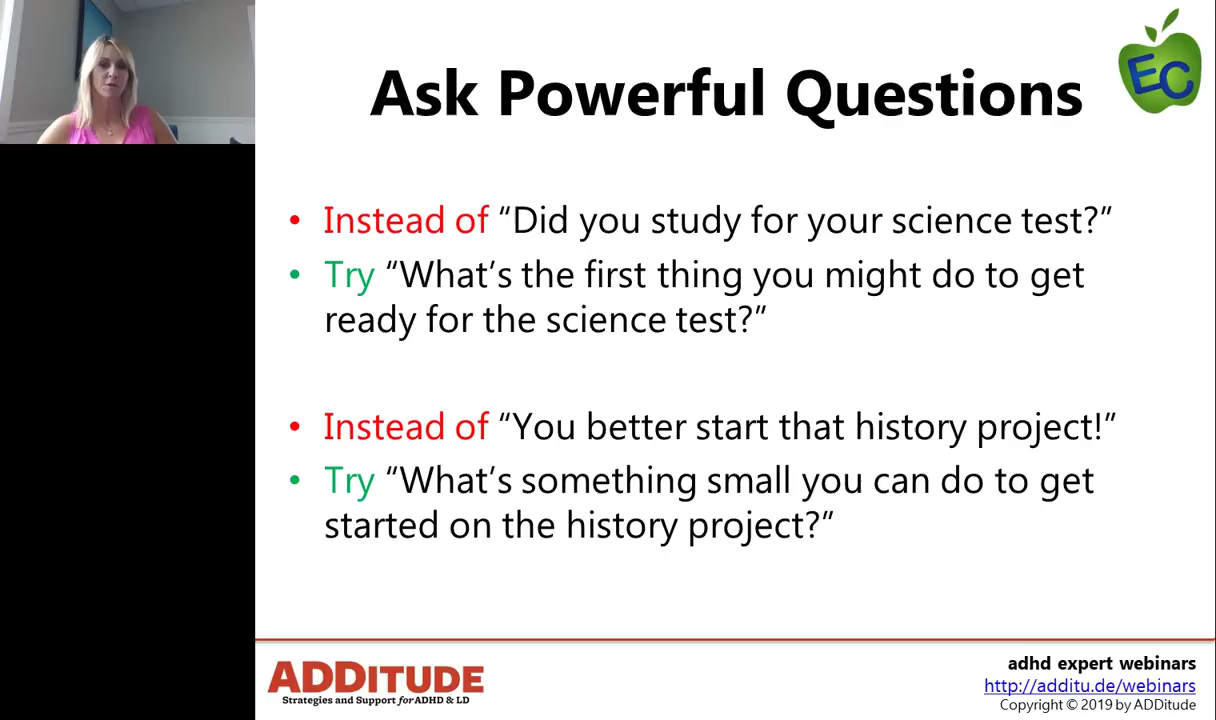 EC
Ask Powerful Questions
• Instead of “Did you study for your science test?”
• Try “What’s the first thing you might do to get
ready for the science test?”
• Instead of “You better start that history project!”
• Try “What’s something small you can do to get
started on the history project?”
ADDITUDE
Strategies and Support for ADHD & LD
adhd expert webinars
http://additu.de/webinars
Copyright © 2019 by ADDitude